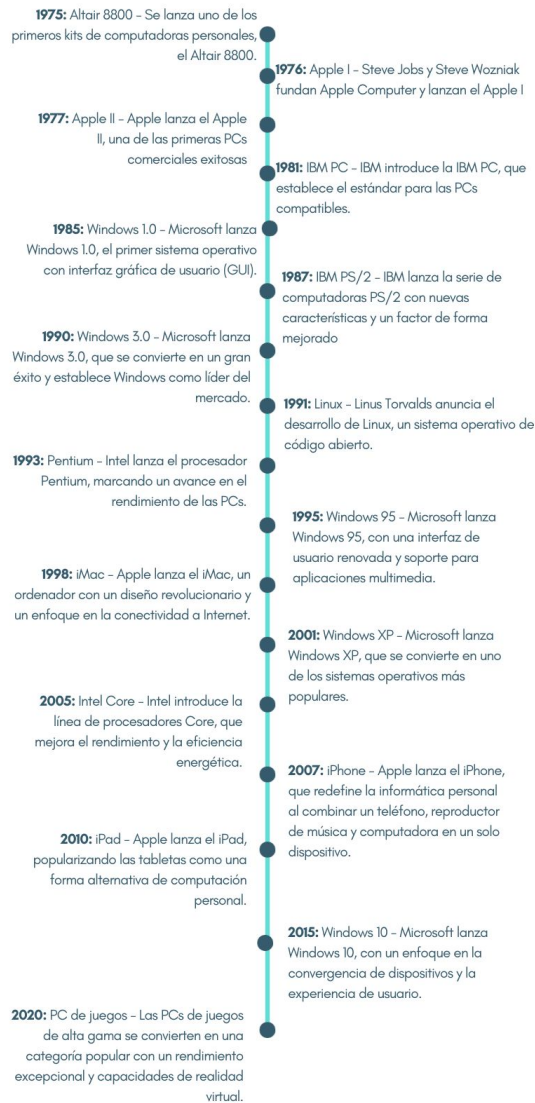 1975: Altair 8800 - Se lanza uno de los
primeros kits de computadoras personales,
el Altair 8800.
1976: Apple I - Steve Jobs y Steve Wozniak
fundan Apple Computer y lanzan el Apple I
1977: Apple II - Apple lanza el Apple
II, una de las primeras PCs
comerciales exitosas
1981: IBM PC - IBM introduce la IBM PC, que
establece el estándar para las PCs
compatibles.
1985: Windows 1.0 - Microsoft lanza
Windows 1.0, el primer sistema operativo
con interfaz gráfica de usuario (GUI).
1987: IBM PS/2 - IBM lanza la serie de
computadoras PS/2 con nuevas
características y un factor de forma
mejorado
1990: Windows 3.0 - Microsoft lanza
Windows 3.0, que se convierte en un gran
éxito y establece Windows como líder del
mercado.
1991: Linux - Linus Torvalds anuncia el
desarrollo de Linux, un sistema operativo de
código abierto.
1993: Pentium - Intel lanza el procesador
Pentium, marcando un avance en el
rendimiento de las PCs.
1995: Windows 95 - Microsoft lanza
Windows 95, con una interfaz de
usuario renovada y soporte para
aplicaciones multimedia.
1998: iMac - Apple lanza el iMac, un
ordenador con un diseño revolucionario y
un enfoque en la conectividad a Internet.
2001: Windows XP - Microsoft lanza
Windows XP, que se convierte en uno
de los sistemas operativos más
populares.
2005: Intel Core - Intel introduce la
línea de procesadores Core, que
mejora el rendimiento y la eficiencia
energética.
2007: iPhone - Apple lanza el iPhone,
que redefine la informática personal
al combinar un teléfono, reproductor
de música y computadora en un solo
dispositivo.
2010: iPad - Apple lanza el iPad,
popularizando las tabletas como una
forma alternativa de computación
personal.
2015: Windows 10 - Microsoft lanza
Windows 10, con un enfoque en la
convergencia de dispositivos y la
experiencia de usuario.
2020: PC de juegos - Las PCs de juegos
de alta gama se convierten en una
categoría popular con un rendimiento
excepcional y capacidades de realidad
virtual.